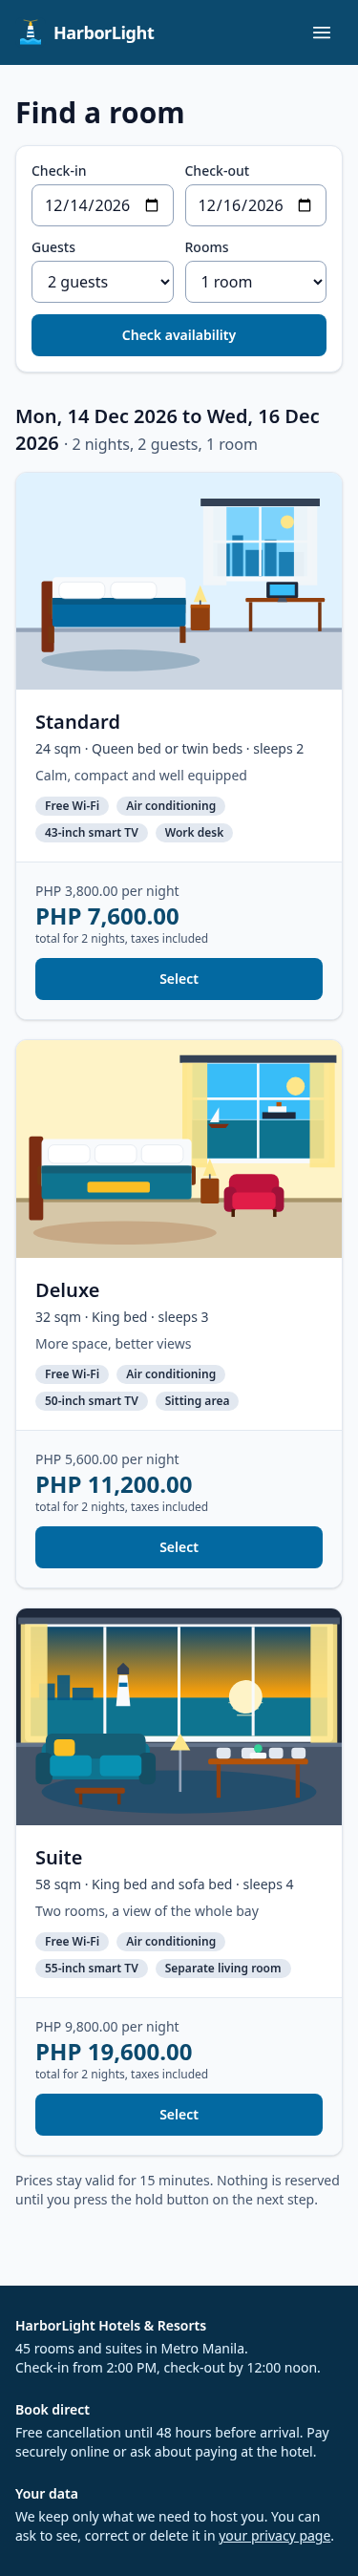 HarborLight
Find a room
Check-in
Check-out
12/14/2026
12/16/2026
Guests
Rooms
2 guests
1 room
Check availability
Mon, 14 Dec 2026 to Wed, 16 Dec
2026 · 2 nights, 2 guests, 1 room
Standard
24 sqm · Queen bed or twin beds · sleeps 2
Calm, compact and well equipped
Free Wi-Fi
Air conditioning
43-inch smart TV
Work desk
PHP 3,800.00 per night
PHP 7,600.00
total for 2 nights, taxes included
Select
Deluxe
32 sqm · King bed · sleeps 3
More space, better views
Free Wi-Fi
Air conditioning
50-inch smart TV
Sitting area
PHP 5,600.00 per night
PHP 11,200.00
total for 2 nights, taxes included
Select
Suite
58 sqm · King bed and sofa bed · sleeps 4
Two rooms, a view of the whole bay
Free Wi-Fi
Air conditioning
55-inch smart TV
Separate living room
PHP 9,800.00 per night
PHP 19,600.00
total for 2 nights, taxes included
Select
Prices stay valid for 15 minutes. Nothing is reserved
until you press the hold button on the next step.
HarborLight Hotels & Resorts
45 rooms and suites in Metro Manila.
Check-in from 2:00 PM, check-out by 12:00 noon.
Book direct
Free cancellation until 48 hours before arrival. Pay
securely online or ask about paying at the hotel.
Your data
We keep only what we need to host you. You can
ask to see, correct or delete it in your privacy page.